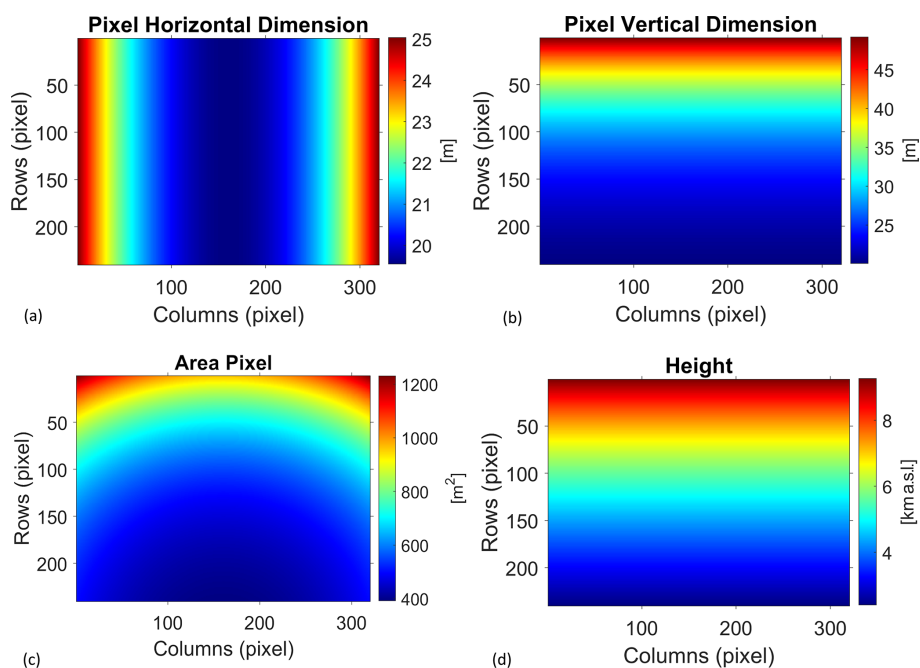 Pixel Horizontal Dimension
25
24
23
22
21
20
[m]
50
100
150
200
Rows (pixel)
100
200
300
Columns (pixel)
(a)
Pixel Vertical Dimension
45
40
35
30
25
[m]
50
100
150
200
Rows (pixel)
100
200
300
Columns (pixel)
(b)
Area Pixel
1200
1000
800
600
400
[m²]
50
100
150
200
Rows (pixel)
100
200
300
Columns (pixel)
(c)
Height
8
6
4
[km a.s.l.]
50
100
150
200
Rows (pixel)
100
200
300
Columns (pixel)
(d)